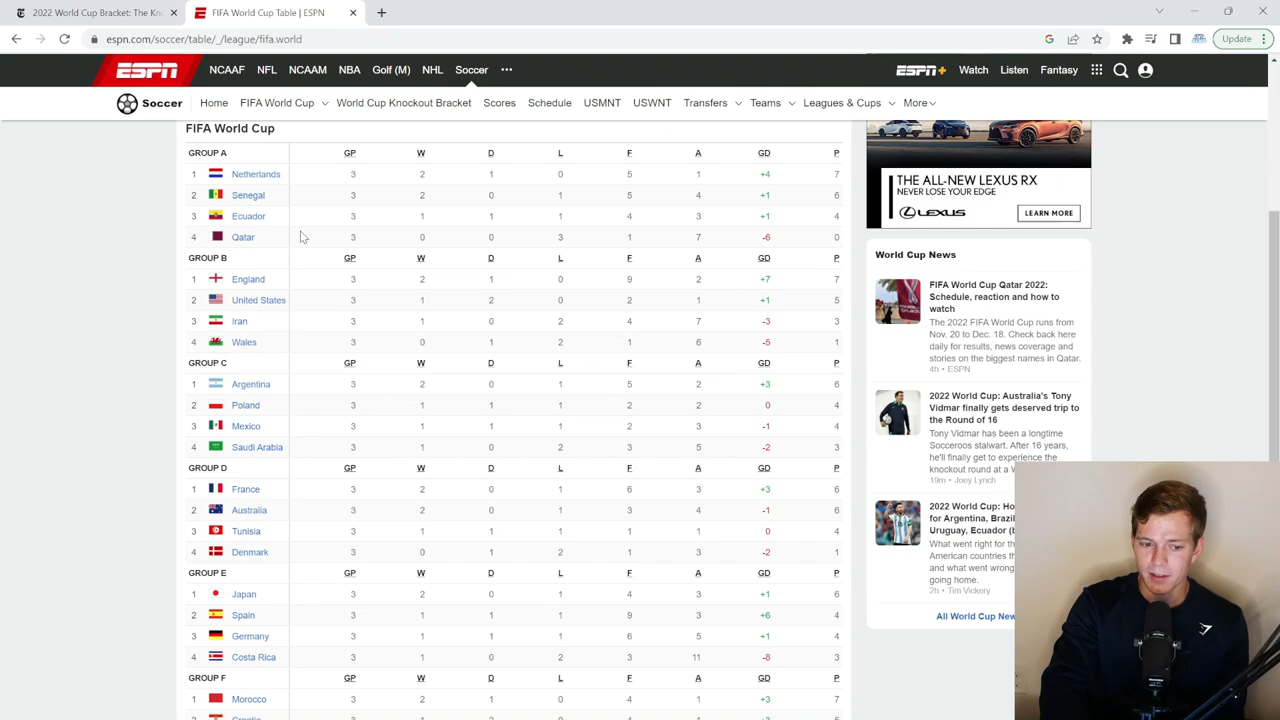 2022 World Cup Bracket: The Kn
FIFA World Cup Table | ESPN
espn.com/soccer/table/_/league/fifa.world
Update
ESPN NCAAF NFL NCAAM NBA Golf (M) NHL Soccer ESPN+ Watch Listen Fantasy
Soccer Home FIFA World Cup World Cup Knockout Bracket Scores Schedule USMNT USWNT Transfers Teams Leagues & Cups More
FIFA World Cup
GROUP A GP W D L F A GD P
1 Netherlands 3 2 1 0 5 1 +4 7
2 Senegal 3 2 0 1 5 4 +1 6
3 Ecuador 3 1 1 1 4 3 +1 4
4 Qatar 3 0 0 3 1 7 -6 0
GROUP B GP W D L F A GD P
1 England 3 2 1 0 9 2 +7 7
2 United States 3 1 2 0 2 1 +1 5
3 Iran 3 1 0 2 4 7 -3 3
4 Wales 3 0 1 2 1 6 -5 1
GROUP C GP W D L F A GD P
1 Argentina 3 2 0 1 5 2 +3 6
2 Poland 3 1 1 1 2 2 0 4
3 Mexico 3 1 1 1 2 3 -1 4
4 Saudi Arabia 3 1 0 2 3 5 -2 3
GROUP D GP W D L F A GD P
1 France 3 2 0 1 6 3 +3 6
2 Australia 3 2 0 1 3 4 -1 6
3 Tunisia 3 1 1 1 1 1 0 4
4 Denmark 3 0 1 2 1 3 -2 1
GROUP E GP W D L F A GD P
1 Japan 3 2 0 1 4 3 +1 6
2 Spain 3 1 1 1 9 3 +6 4
3 Germany 3 1 1 1 6 5 +1 4
4 Costa Rica 3 1 0 2 3 11 -8 3
GROUP F GP W D L F A GD P
1 Morocco 3 2 1 0 4 1 +3 7
THE ALL-NEW LEXUS RX
NEVER LOSE YOUR EDGE
LEXUS
LEARN MORE
World Cup News
FIFA World Cup Qatar 2022:
Schedule, reaction and how to
watch
The 2022 FIFA World Cup runs from
Nov. 20 to Dec. 18. Check back here
daily for results, news coverage and
stories on the biggest names in Qatar.
4h • ESPN
2022 World Cup: Australia's Tony
Vidmar finally gets deserved trip to
the Round of 16
Tony Vidmar has been a longtime
Socceroos stalwart. After 16 years,
he'll finally get to experience the
knockout round at a W
19m • Joey Lynch
2022 World Cup: Ho
for Argentina, Brazi
Uruguay, Ecuador (b
What went right for th
American countries th
and what went wrong
going home.
2h • Tim Vickery
All World Cup New